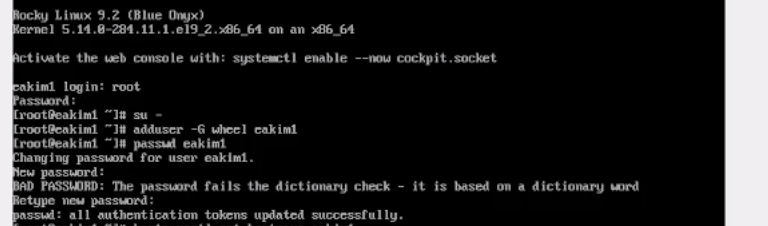 Rocky Linux 9.2 (Blue Onyx)
Kernel 5.14.0-284.11.1.el9_2.x86_64 on an x86_64
Activate the web console with: systemctl enable --now cockpit.socket
eakim1 login: root
Password:
[root@eakim1 ~]# su -
[root@eakim1 ~]# adduser -G wheel eakim1
[root@eakim1 ~]# passwd eakim1
Changing password for user eakim1.
New password:
BAD PASSWORD: The password fails the dictionary check - it is based on a dictionary word
Retype new password:
passwd: all authentication tokens updated successfully.